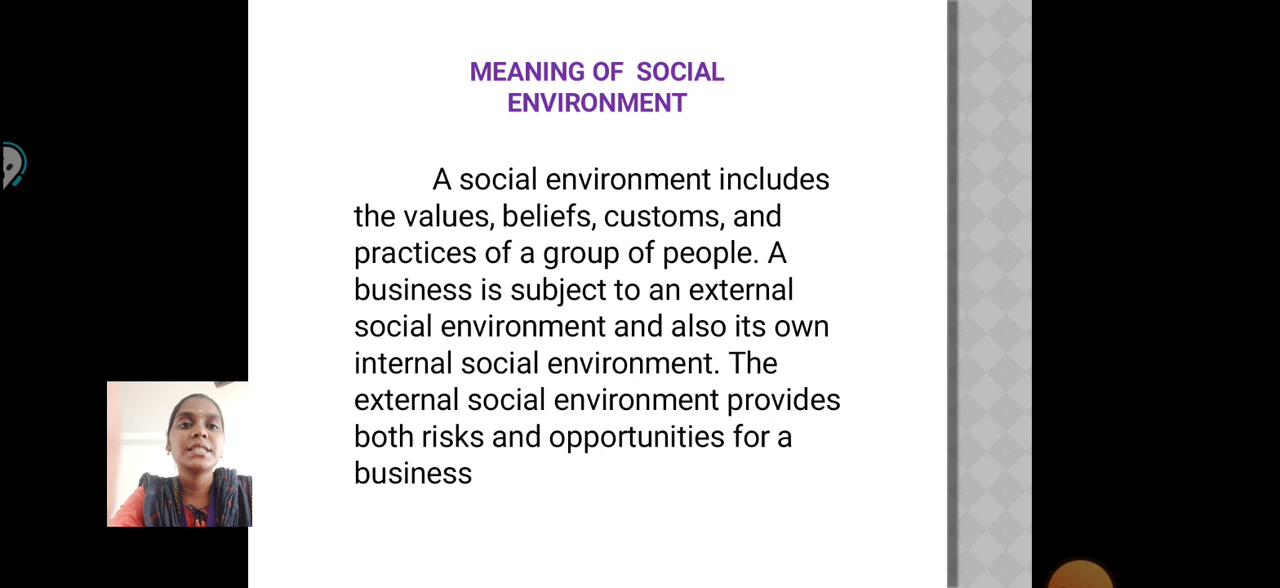 MEANING OF SOCIAL
ENVIRONMENT
A social environment includes
the values, beliefs, customs, and
practices of a group of people. A
business is subject to an external
social environment and also its own
internal social environment. The
external social environment provides
both risks and opportunities for a
business